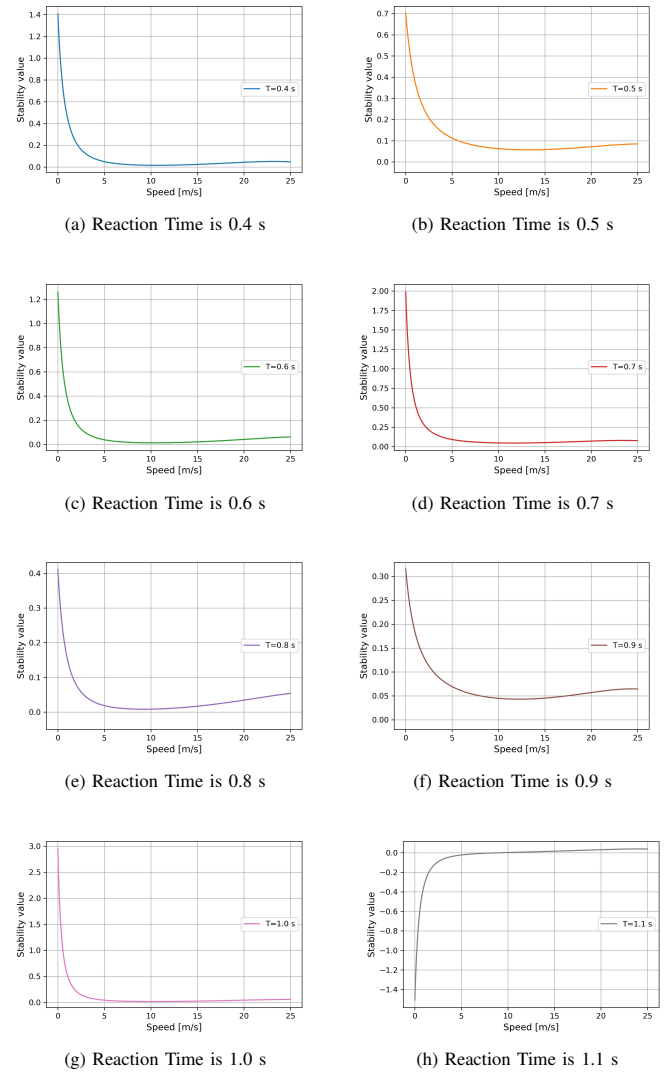 1.4
1.2
1.0
0.8
0.6
0.4
0.2
0.0
Stability value
T=0.4 s
0 5 10 15 20 25
Speed [m/s]
(a) Reaction Time is 0.4 s
0.7
0.6
0.5
0.4
0.3
0.2
0.1
0.0
Stability value
T=0.5 s
0 5 10 15 20 25
Speed [m/s]
(b) Reaction Time is 0.5 s
1.2
1.0
0.8
0.6
0.4
0.2
0.0
Stability value
T=0.6 s
0 5 10 15 20 25
Speed [m/s]
(c) Reaction Time is 0.6 s
2.00
1.75
1.50
1.25
1.00
0.75
0.50
0.25
0.00
Stability value
T=0.7 s
0 5 10 15 20 25
Speed [m/s]
(d) Reaction Time is 0.7 s
0.4
0.3
0.2
0.1
0.0
Stability value
T=0.8 s
0 5 10 15 20 25
Speed [m/s]
(e) Reaction Time is 0.8 s
0.30
0.25
0.20
0.15
0.10
0.05
0.00
Stability value
T=0.9 s
0 5 10 15 20 25
Speed [m/s]
(f) Reaction Time is 0.9 s
3.0
2.5
2.0
1.5
1.0
0.5
0.0
Stability value
T=1.0 s
0 5 10 15 20 25
Speed [m/s]
(g) Reaction Time is 1.0 s
0.0
−0.2
−0.4
−0.6
−0.8
−1.0
−1.2
−1.4
Stability value
T=1.1 s
0 5 10 15 20 25
Speed [m/s]
(h) Reaction Time is 1.1 s